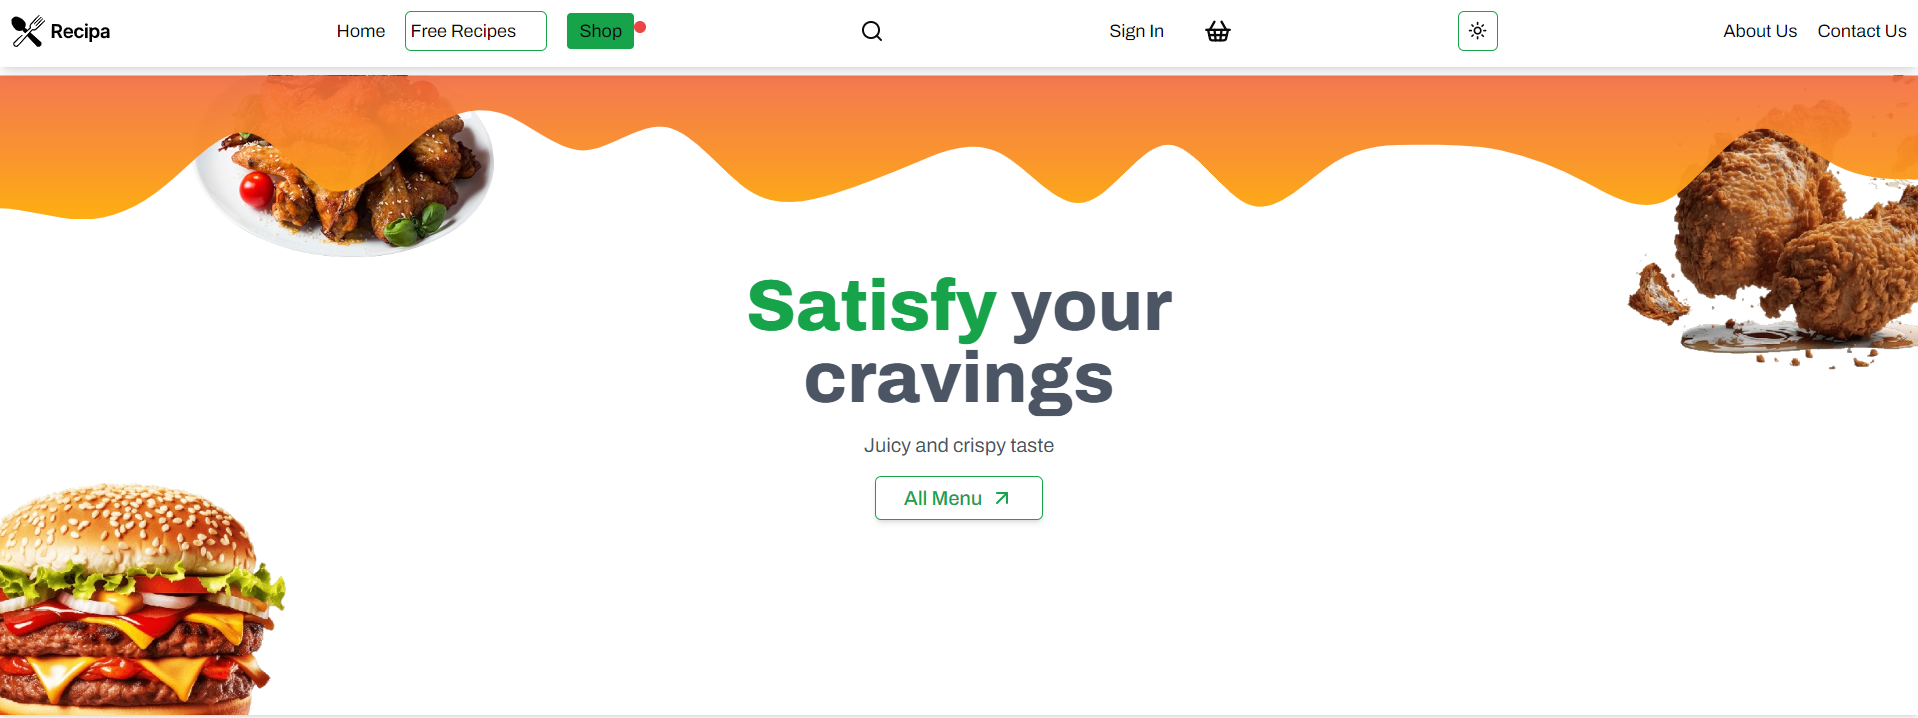 Recipa
Home
Free Recipes
Shop
Sign In
About Us
Contact Us
Satisfy your
cravings
Juicy and crispy taste
All Menu